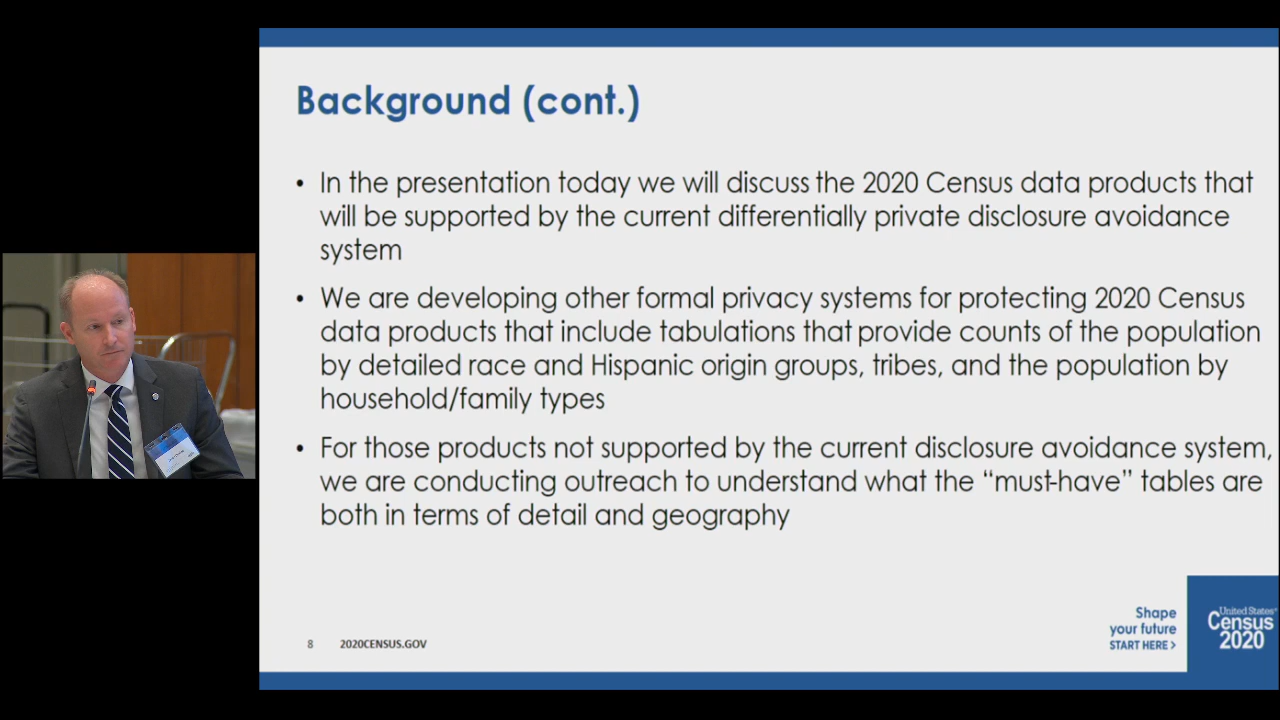 Background (cont.)
• In the presentation today we will discuss the 2020 Census data products that
will be supported by the current differentially private disclosure avoidance
system
• We are developing other formal privacy systems for protecting 2020 Census
data products that include tabulations that provide counts of the population
by detailed race and Hispanic origin groups, tribes, and the population by
household/family types
• For those products not supported by the current disclosure avoidance system,
we are conducting outreach to understand what the “must-have” tables are
both in terms of detail and geography
8 2020CENSUS.GOV
Shape
your future
START HERE >
United States®
Census
2020